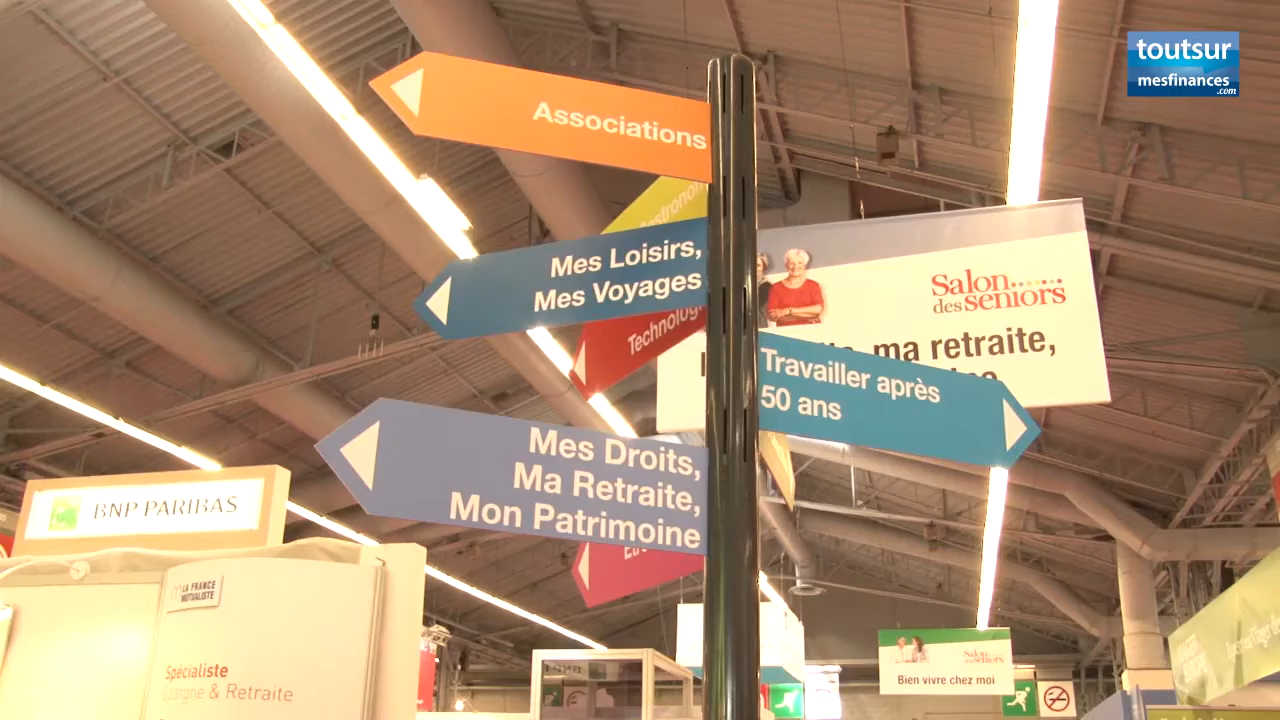 toutsur
mesfinances
.com
Associations
Mes Loisirs,
Mes Voyages
Salon
des seniors
ma retraite,
Travailler après
50 ans
Mes Droits,
Ma Retraite,
Mon Patrimoine
BNP PARIBAS
LA FRANCE
MUTUALISTE
Spécialiste
Épargne & Retraite
Salon
des seniors
Bien vivre chez moi